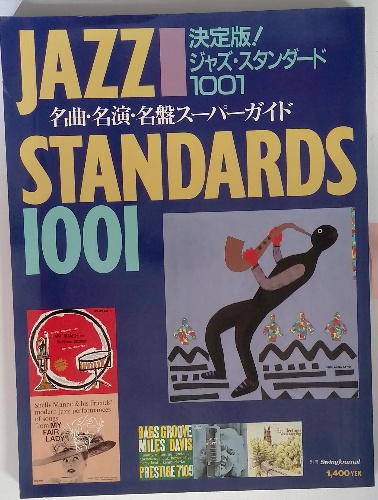 JAZZ
決定版!
ジャズ・スタンダード
1001
名曲・名演・名盤スーパーガイド
STANDARDS
1001
Shelly Manne & his Friends'
modern jazz performances
of songs
from MY
FAIR
LADY
BAGS GROOVE
MILES DAVIS
PRESTIGE 7109
別冊 SwingJournal
1,400YEN